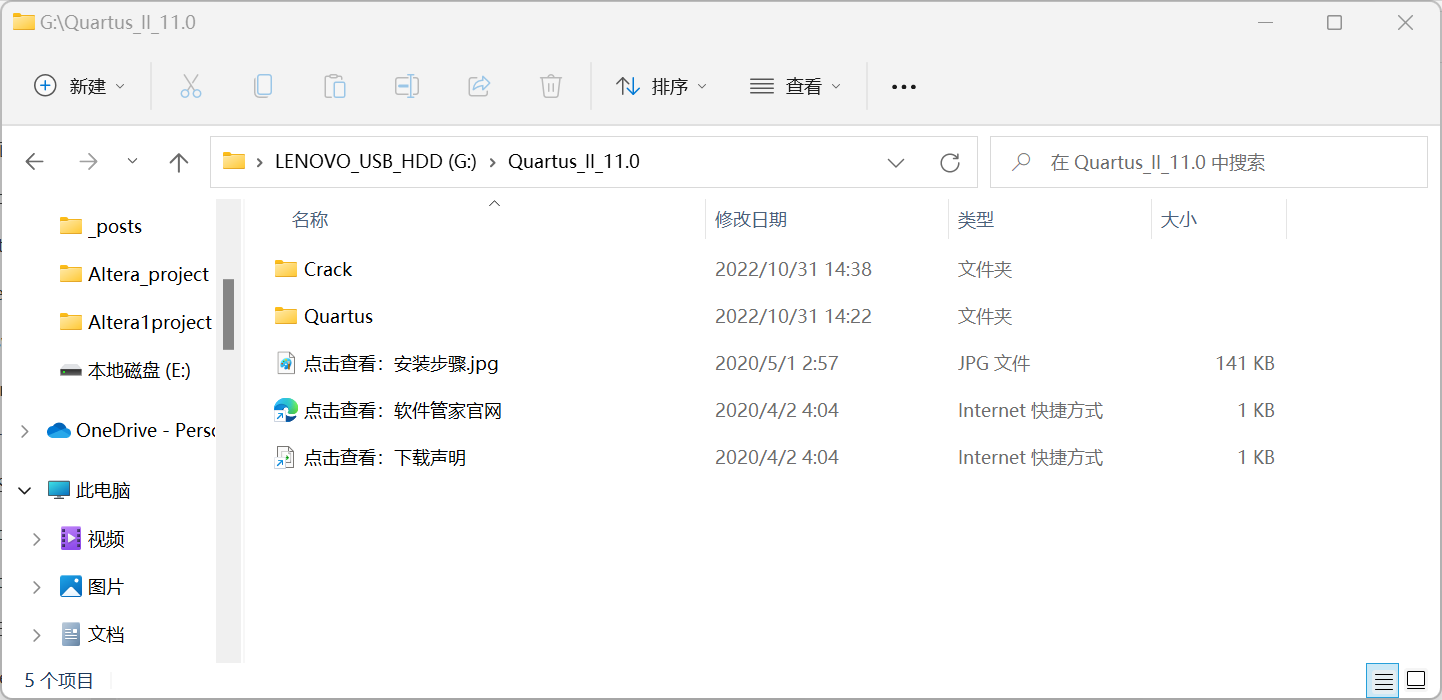 G:\Quartus_II_11.0
新建 排序 查看
LENOVO_USB_HDD (G:) Quartus_II_11.0 在 Quartus_II_11.0 中搜索
名称 修改日期 类型 大小
_posts
Altera_project
Altera1project
本地磁盘 (E:)
OneDrive - Perso
此电脑
视频
图片
文档
Crack 2022/10/31 14:38 文件夹
Quartus 2022/10/31 14:22 文件夹
点击查看：安装步骤.jpg 2020/5/1 2:57 JPG 文件 141 KB
点击查看：软件管家官网 2020/4/2 4:04 Internet 快捷方式 1 KB
点击查看：下载声明 2020/4/2 4:04 Internet 快捷方式 1 KB
5 个项目